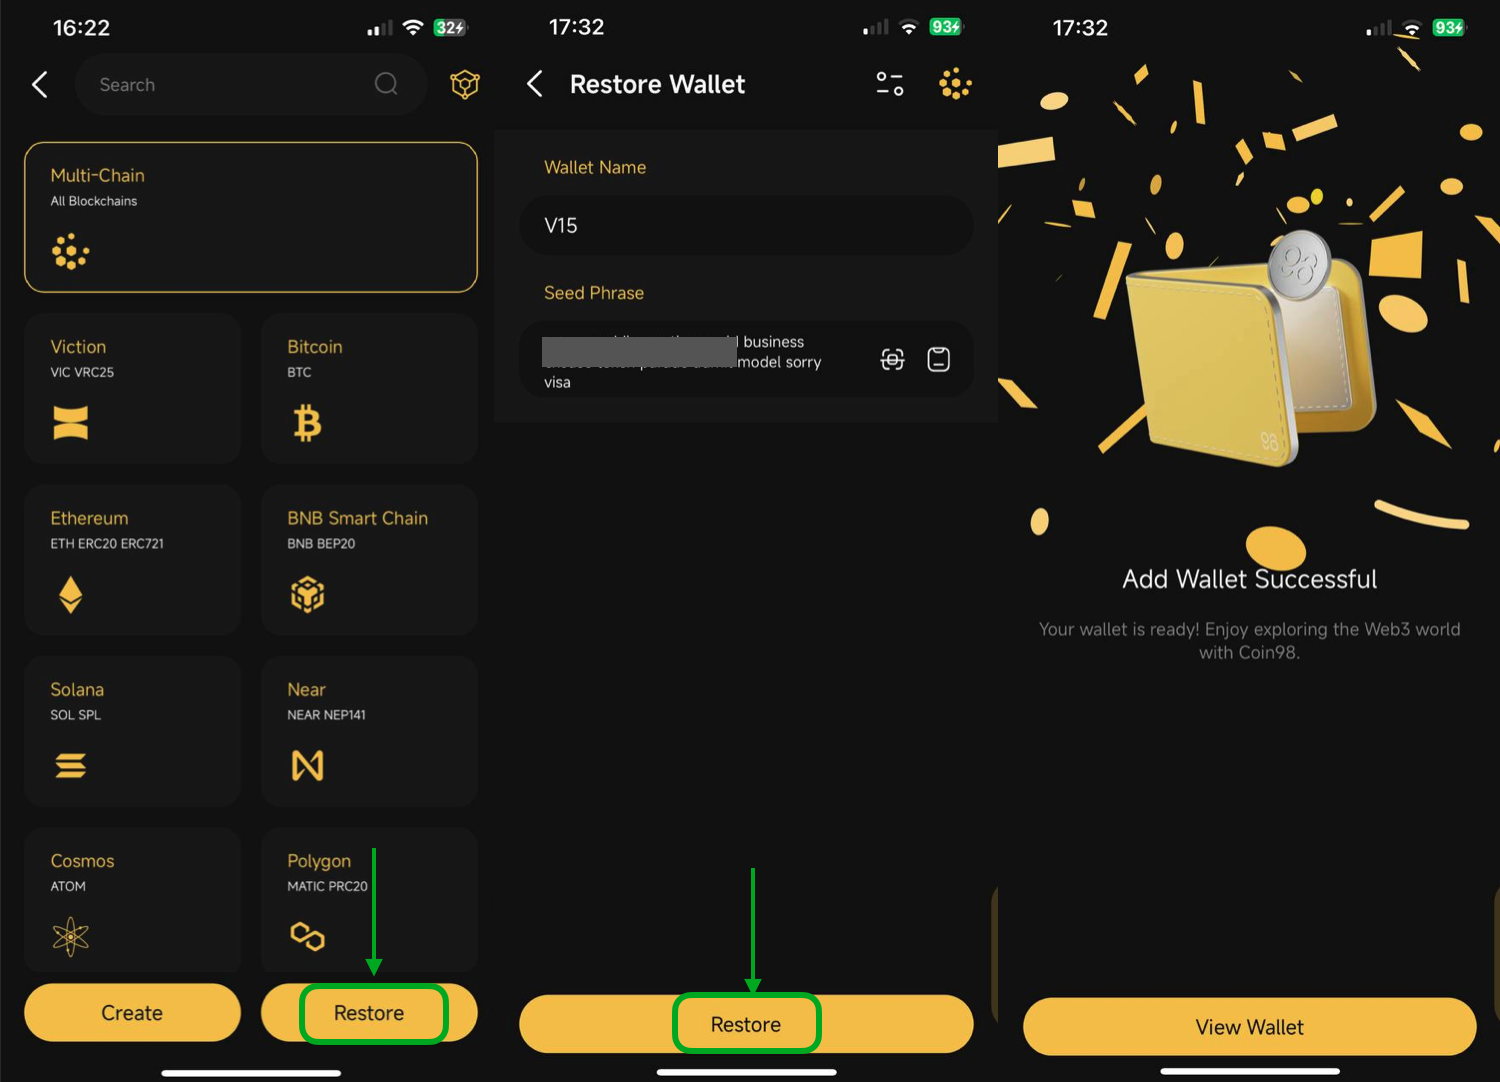 16:22
32
Search
Multi-Chain
All Blockchains
Viction
VIC VRC25
Bitcoin
BTC
Ethereum
ETH ERC20 ERC721
BNB Smart Chain
BNB BEP20
Solana
SOL SPL
Near
NEAR NEP141
Cosmos
ATOM
Polygon
MATIC PRC20
Create
Restore
17:32
93
Restore Wallet
Wallet Name
V15
Seed Phrase
business
model sorry
visa
Restore
17:32
93
98
Add Wallet Successful
Your wallet is ready! Enjoy exploring the Web3 world
with Coin98.
View Wallet